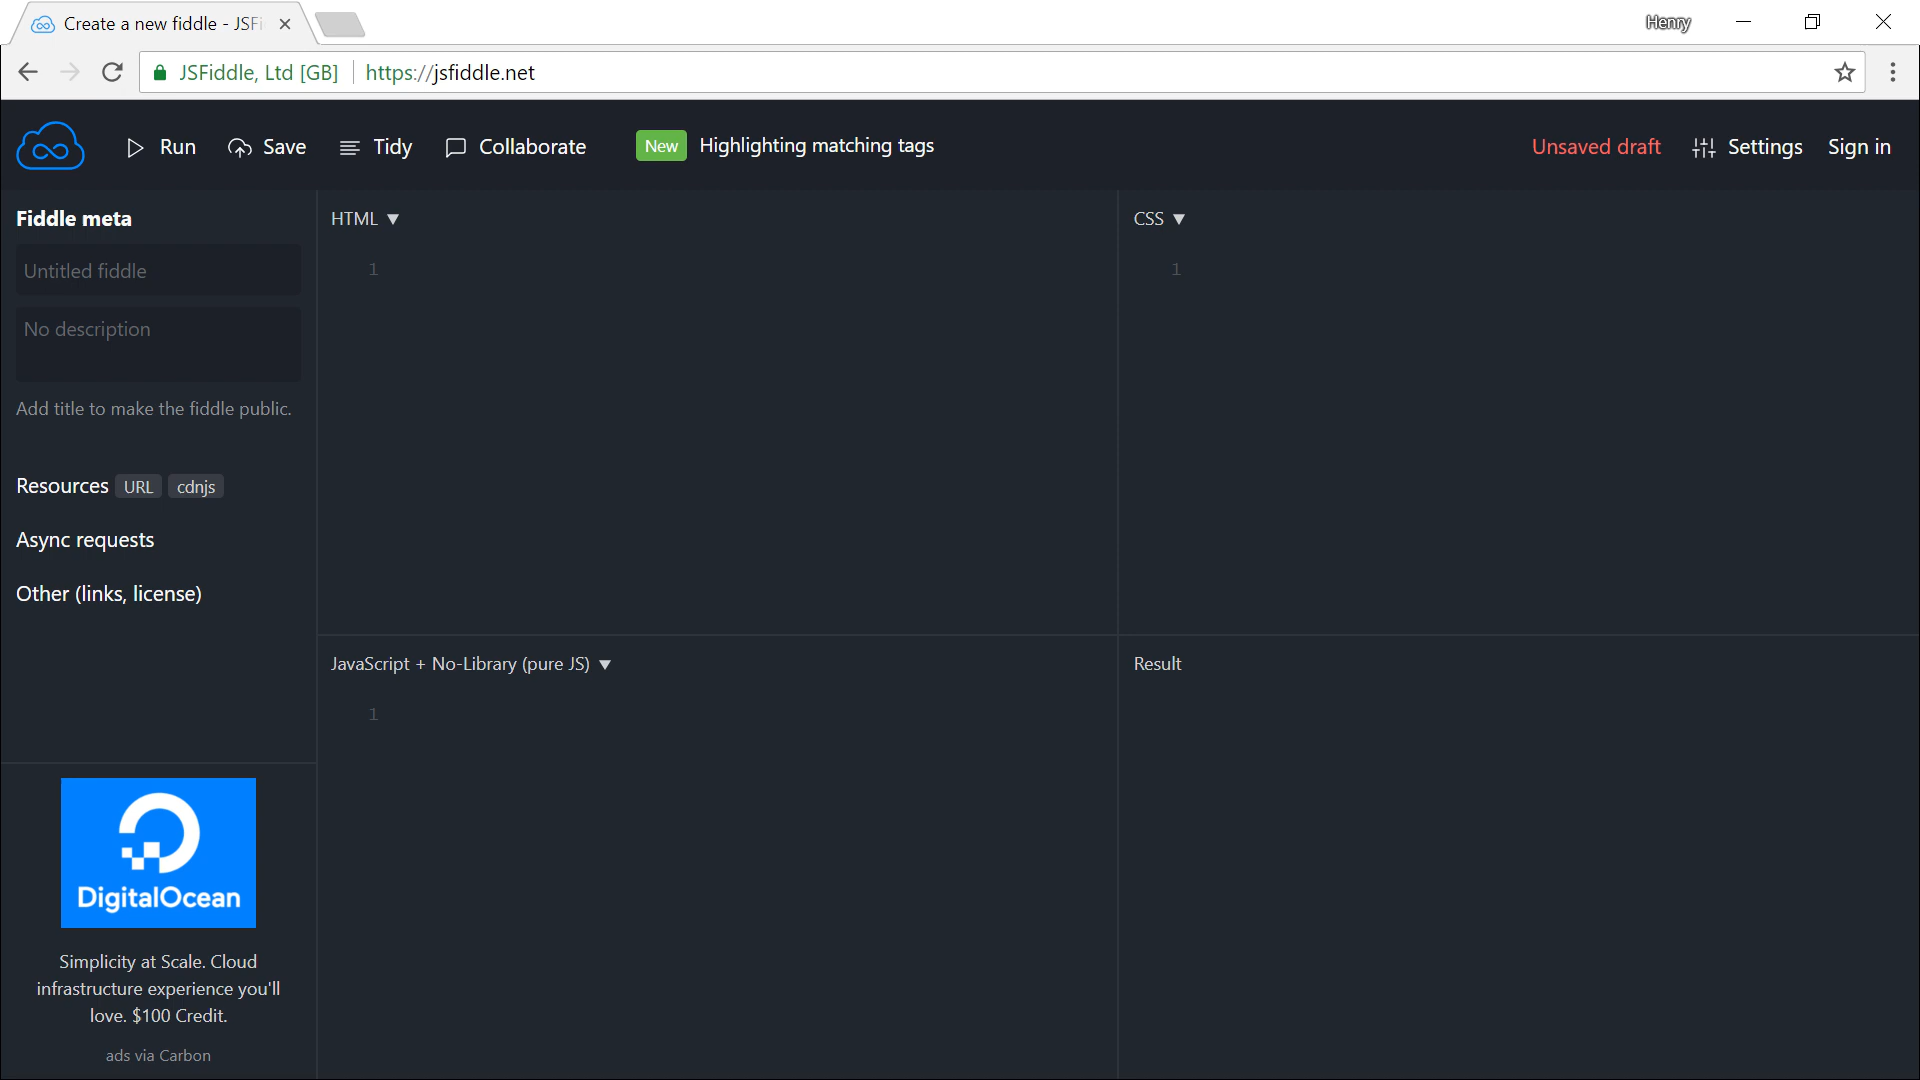 Create a new fiddle - JSFi
Henry
JSFiddle, Ltd [GB]
https://jsfiddle.net
Run
Save
Tidy
Collaborate
New
Highlighting matching tags
Unsaved draft
Settings
Sign in
Fiddle meta
Untitled fiddle
No description
Add title to make the fiddle public.
Resources URL cdnjs
Async requests
Other (links, license)
HTML
1
CSS
1
JavaScript + No-Library (pure JS)
1
Result
DigitalOcean
Simplicity at Scale. Cloud
infrastructure experience you'll
love. $100 Credit.
ads via Carbon